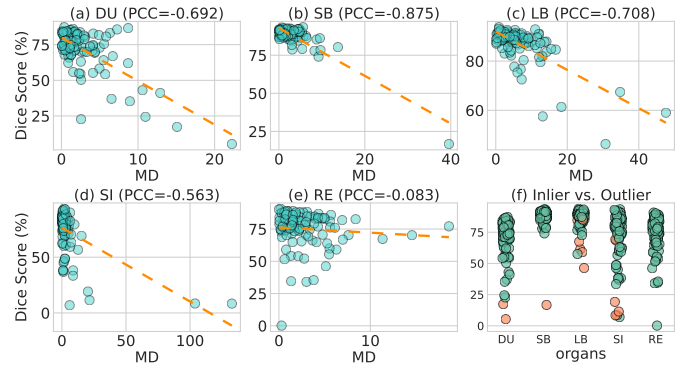 (a) DU (PCC=-0.692)
(b) SB (PCC=-0.875)
(c) LB (PCC=-0.708)
Dice Score (%)
75
50
25
0
10
20
MD
75
50
25
0
20
40
MD
80
60
0
20
40
MD
(d) SI (PCC=-0.563)
(e) RE (PCC=-0.083)
(f) Inlier vs. Outlier
Dice Score (%)
50
0
0
50
100
MD
75
50
25
0
0
10
MD
75
50
25
0
DU
SB
LB
SI
RE
organs